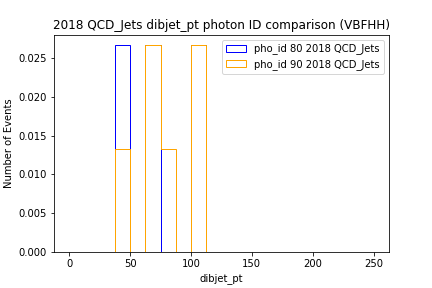 2018 QCD_Jets dibjet_pt photon ID comparison (VBFHH)
pho_id 80 2018 QCD_Jets
pho_id 90 2018 QCD_Jets
Number of Events
0.025
0.020
0.015
0.010
0.005
0.000
0 50 100 150 200 250
dibjet_pt